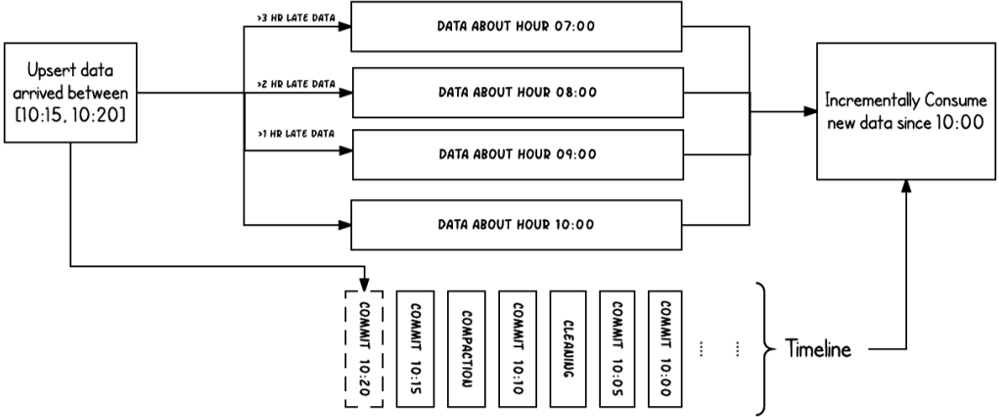 Upsert data
arrived between
[10:15, 10:20]
>3 HR LATE DATA
>2 HR LATE DATA
>1 HR LATE DATA
DATA ABOUT HOUR 07:00
DATA ABOUT HOUR 08:00
DATA ABOUT HOUR 09:00
DATA ABOUT HOUR 10:00
Incrementally Consume
new data since 10:00
COMMIT 10:20
COMMIT 10:15
COMPACTION
COMMIT 10:10
CLEANING
COMMIT 10:05
COMMIT 10:00
Timeline